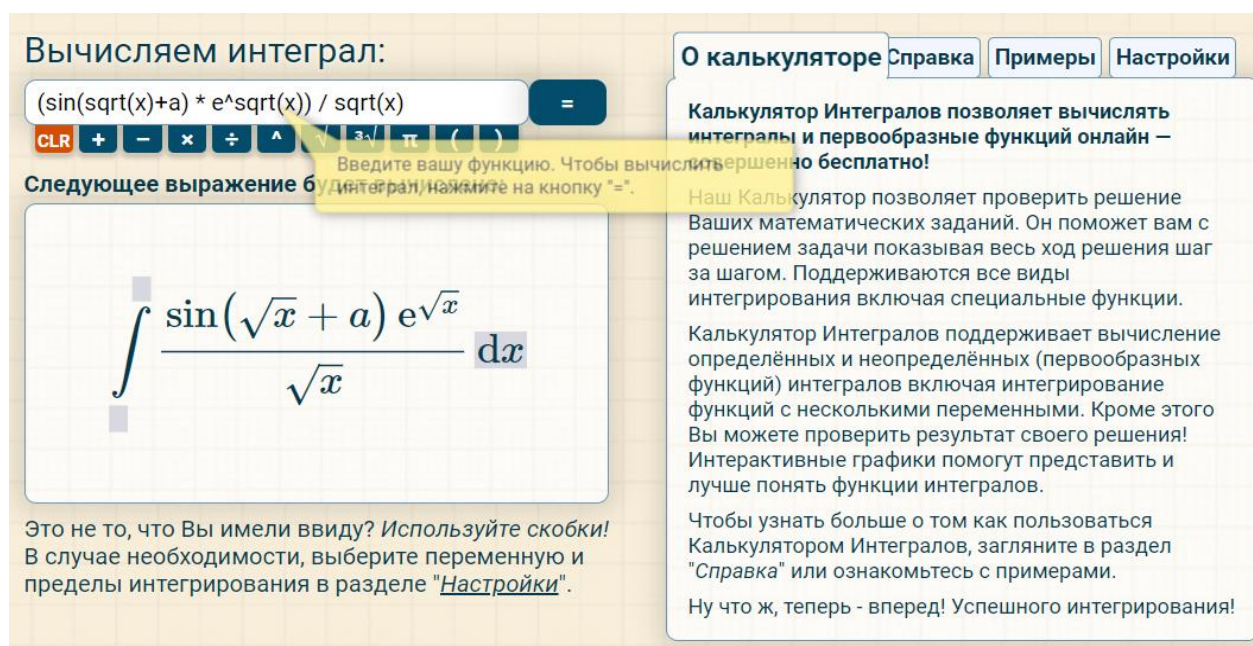 Вычисляем интеграл:
(sin(sqrt(x)+a) * e^sqrt(x)) / sqrt(x)
=
CLR + − × ÷ ^ √ ³√ π ( )
Введите вашу функцию. Чтобы вычислить
интеграл, нажмите на кнопку "=".
Следующее выражение будет вычислено:
∫ sin(√x + a) e^√x / √x dx
Это не то, что Вы имели ввиду? Используйте скобки!
В случае необходимости, выберите переменную и
пределы интегрирования в разделе "Настройки".
О калькуляторе Справка Примеры Настройки
Калькулятор Интегралов позволяет вычислять
интегралы и первообразные функций онлайн —
совершенно бесплатно!
Наш Калькулятор позволяет проверить решение
Ваших математических заданий. Он поможет вам с
решением задачи показывая весь ход решения шаг
за шагом. Поддерживаются все виды
интегрирования включая специальные функции.
Калькулятор Интегралов поддерживает вычисление
определённых и неопределённых (первообразных
функций) интегралов включая интегрирование
функций с несколькими переменными. Кроме этого
Вы можете проверить результат своего решения!
Интерактивные графики помогут представить и
лучше понять функции интегралов.
Чтобы узнать больше о том как пользоваться
Калькулятором Интегралов, загляните в раздел
"Справка" или ознакомьтесь с примерами.
Ну что ж, теперь - вперед! Успешного интегрирования!